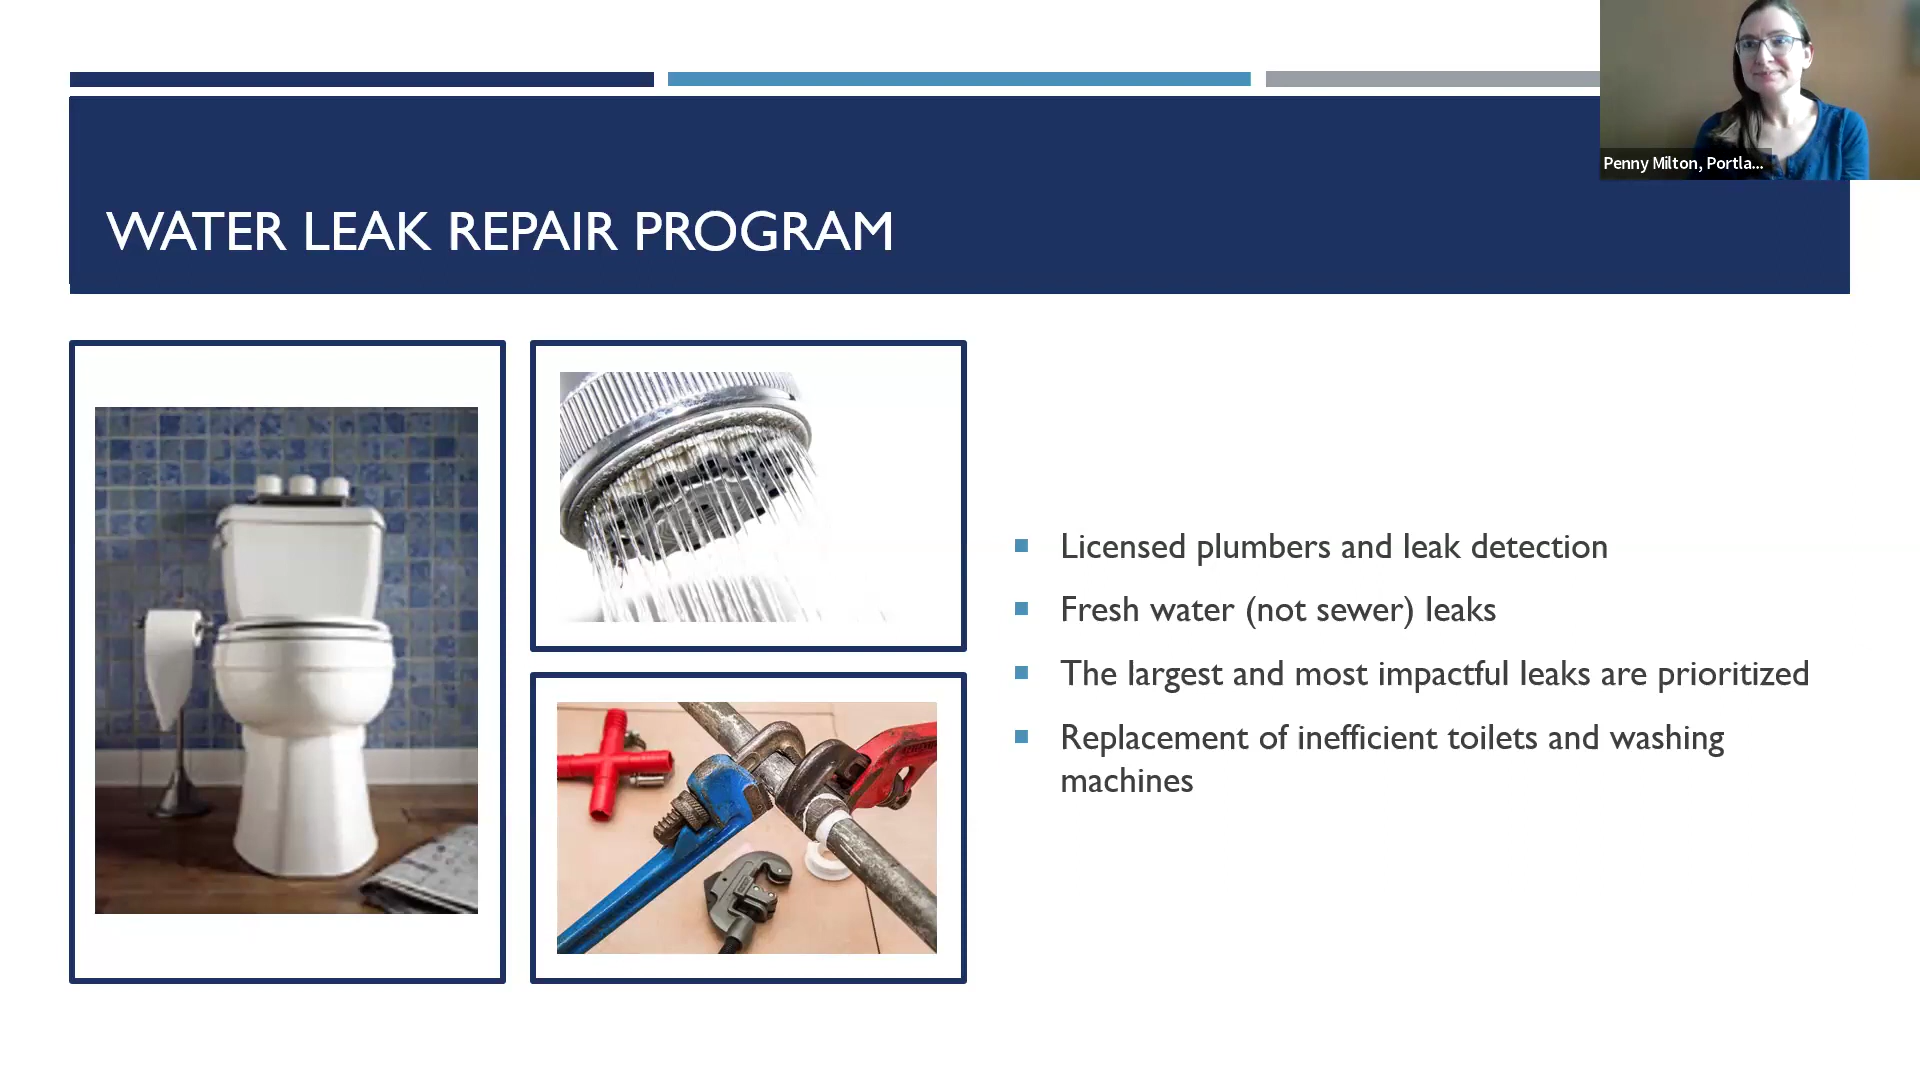 Penny Milton, Portla...
WATER LEAK REPAIR PROGRAM
Licensed plumbers and leak detection
Fresh water (not sewer) leaks
The largest and most impactful leaks are prioritized
Replacement of inefficient toilets and washing
machines